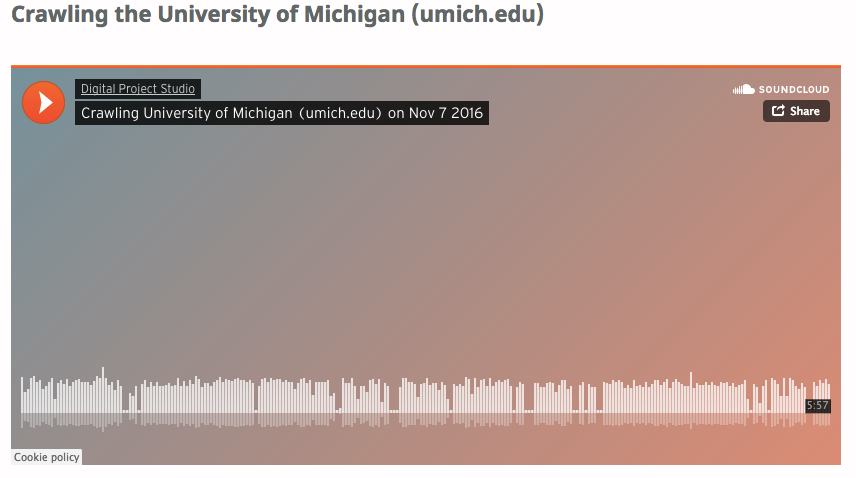 Crawling the University of Michigan (umich.edu)
Digital Project Studio
SOUNDCLOUD
Crawling University of Michigan (umich.edu) on Nov 7 2016
Share
5:57
Cookie policy